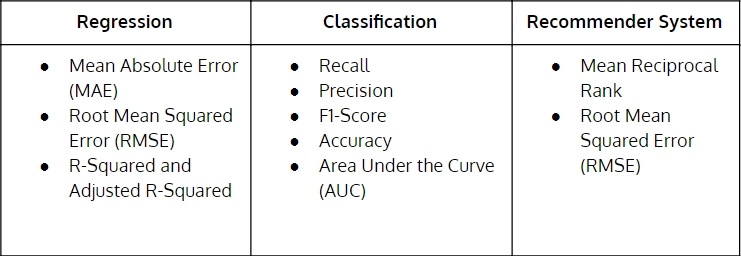 Regression
Classification
Recommender System
● Mean Absolute Error
(MAE)
● Root Mean Squared
Error (RMSE)
● R-Squared and
Adjusted R-Squared
● Recall
● Precision
● F1-Score
● Accuracy
● Area Under the Curve
(AUC)
● Mean Reciprocal
Rank
● Root Mean
Squared Error
(RMSE)